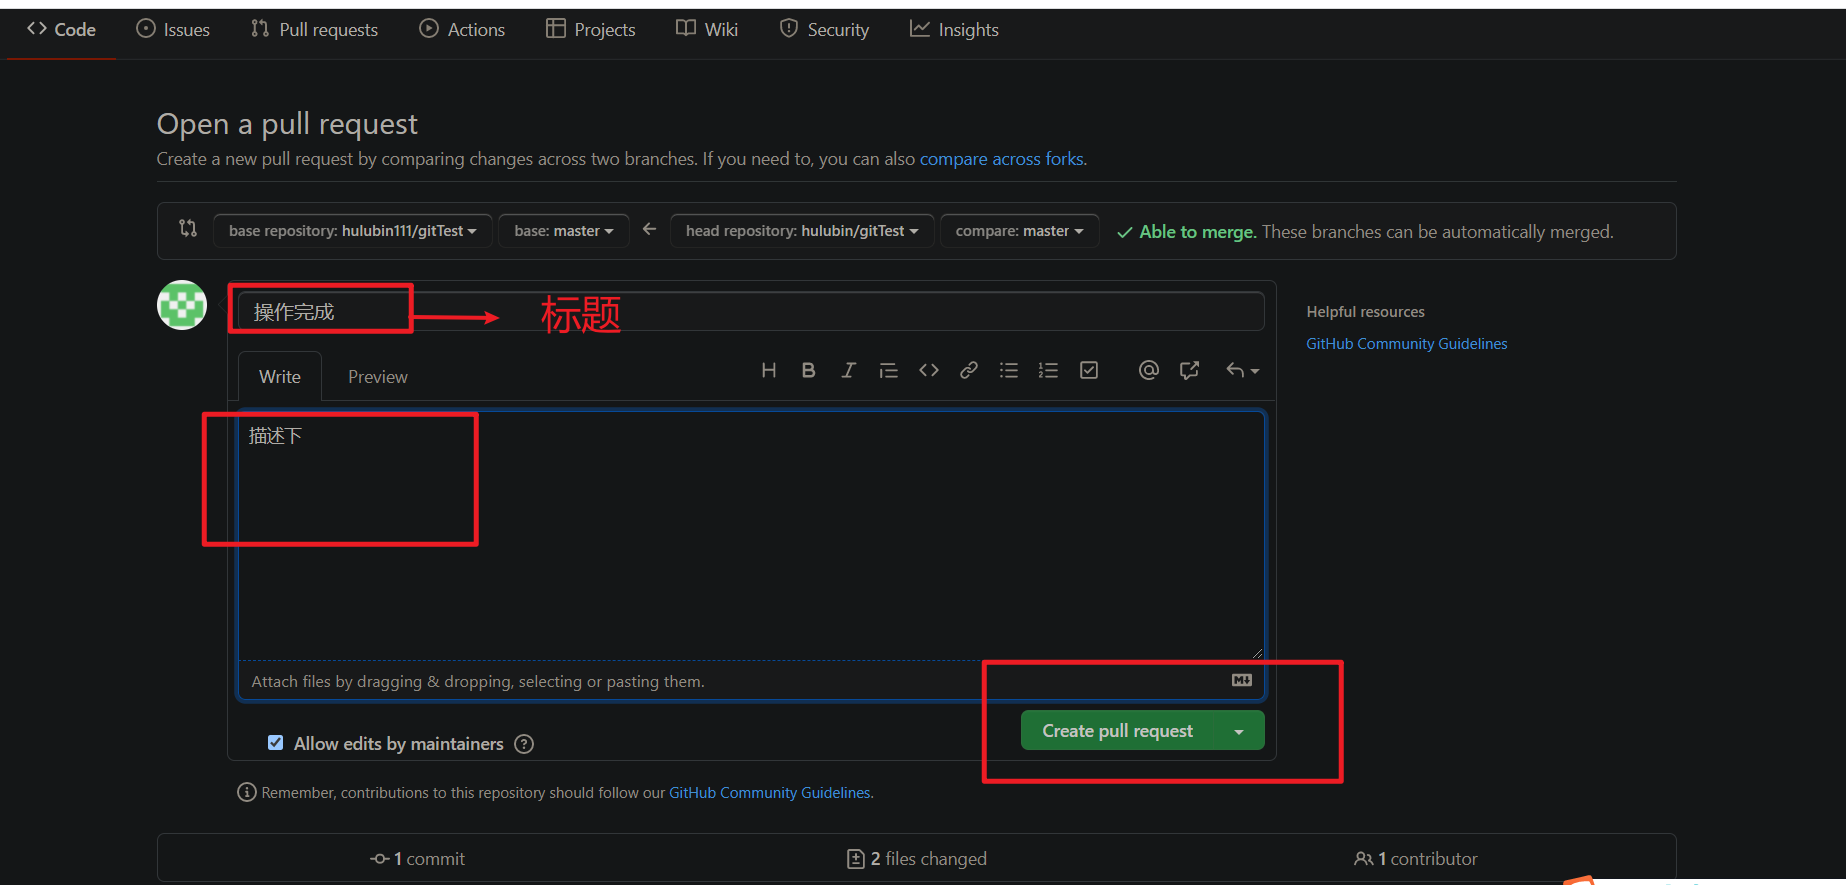 Code Issues Pull requests Actions Projects Wiki Security Insights
Open a pull request
Create a new pull request by comparing changes across two branches. If you need to, you can also compare across forks.
base repository: hulubin111/gitTest base: master ← head repository: hulubin/gitTest compare: master ✓ Able to merge. These branches can be automatically merged.
操作完成 标题
Helpful resources
GitHub Community Guidelines
Write Preview
描述下
Attach files by dragging & dropping, selecting or pasting them.
Create pull request
Allow edits by maintainers
Remember, contributions to this repository should follow our GitHub Community Guidelines.
1 commit 2 files changed 1 contributor